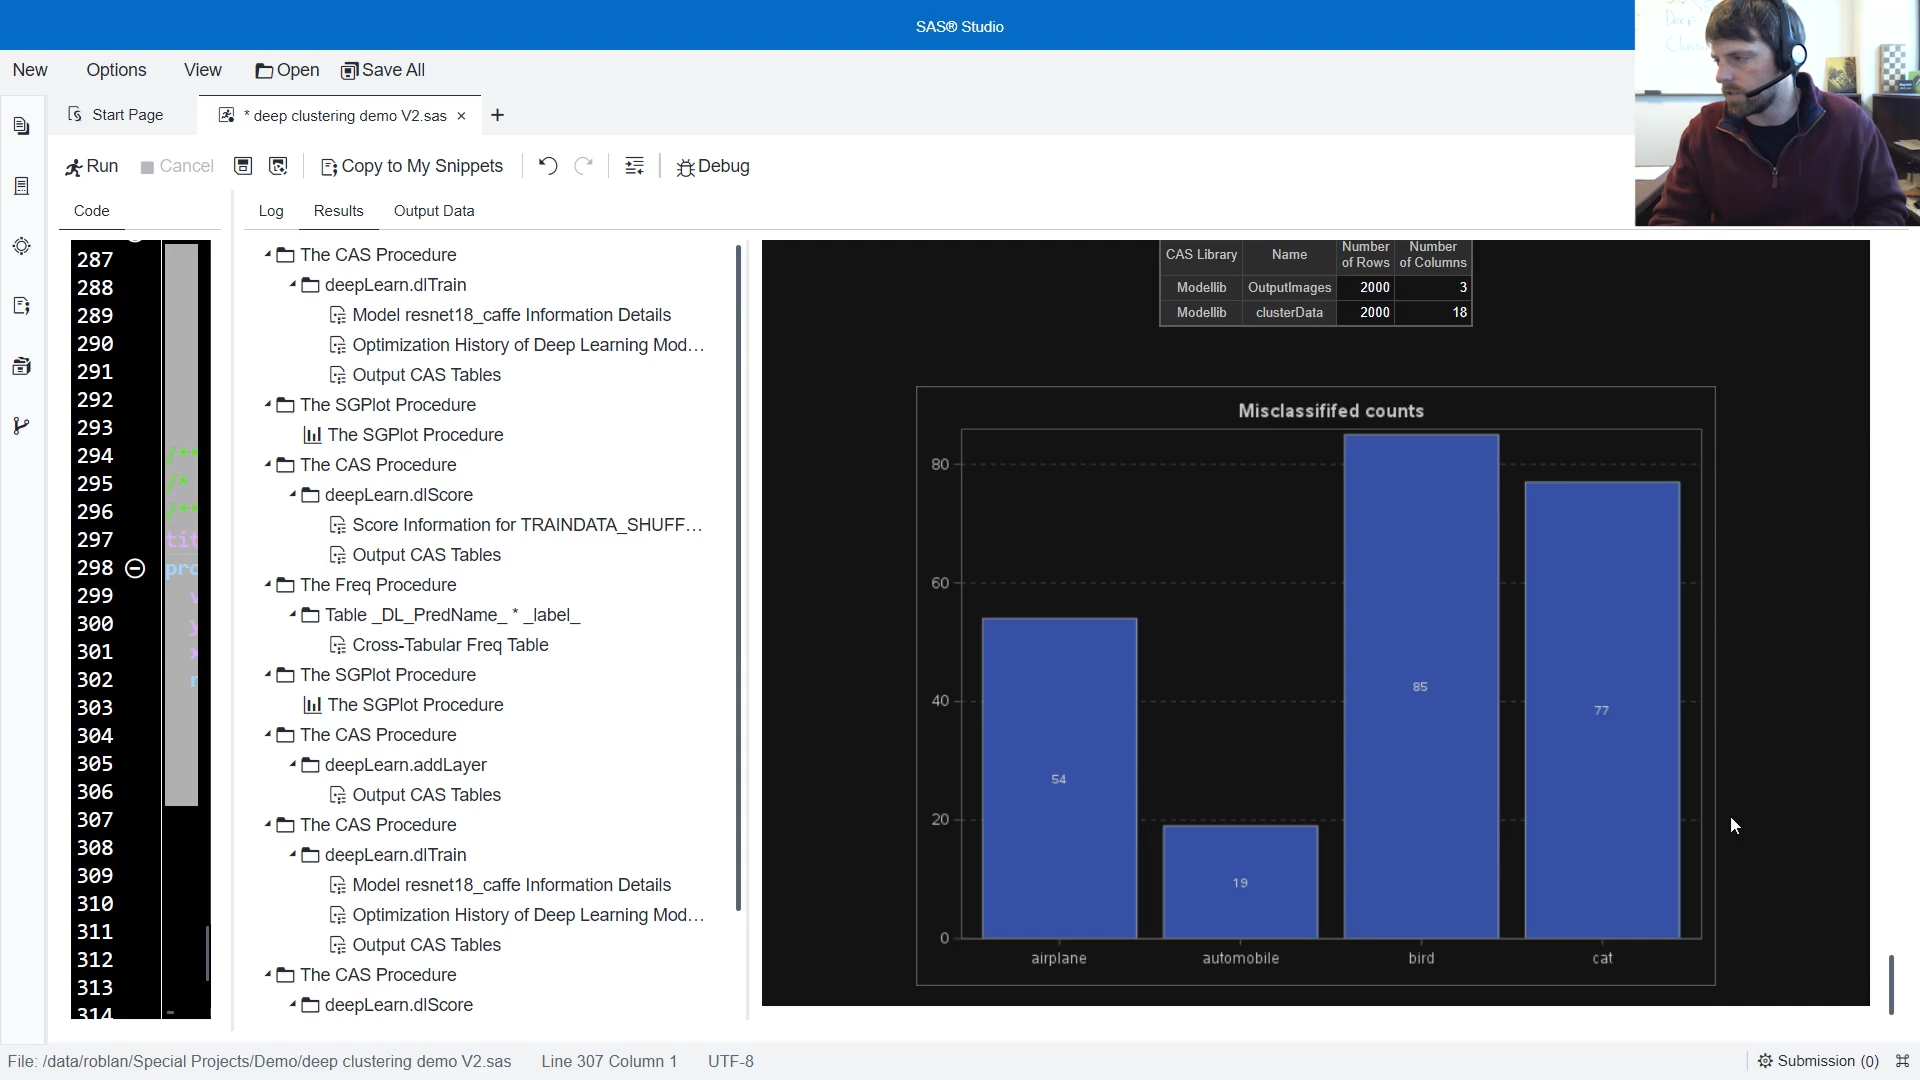 SAS® Studio
New Options View Open Save All
Start Page * deep clustering demo V2.sas × +
Run Cancel Copy to My Snippets Debug
Code Log Results Output Data
287
288
289
290
291
292
293
294 /**
295 /*
296 /**
297 tit
298 pro
299
300
301
302
303
304
305
306
307
308
309
310
311
312
313
314
The CAS Procedure
deepLearn.dlTrain
Model resnet18_caffe Information Details
Optimization History of Deep Learning Mod...
Output CAS Tables
The SGPlot Procedure
The SGPlot Procedure
The CAS Procedure
deepLearn.dlScore
Score Information for TRAINDATA_SHUFF...
Output CAS Tables
The Freq Procedure
Table _DL_PredName_ * _label_
Cross-Tabular Freq Table
The SGPlot Procedure
The SGPlot Procedure
The CAS Procedure
deepLearn.addLayer
Output CAS Tables
The CAS Procedure
deepLearn.dlTrain
Model resnet18_caffe Information Details
Optimization History of Deep Learning Mod...
Output CAS Tables
The CAS Procedure
deepLearn.dlScore
CAS Library Name Number of Rows Number of Columns
Modellib OutputImages 2000 3
Modellib clusterData 2000 18
Misclassififed counts
80
60
40
20
0
54
19
85
77
airplane automobile bird cat
File: /data/roblan/Special Projects/Demo/deep clustering demo V2.sas Line 307 Column 1 UTF-8 Submission (0)